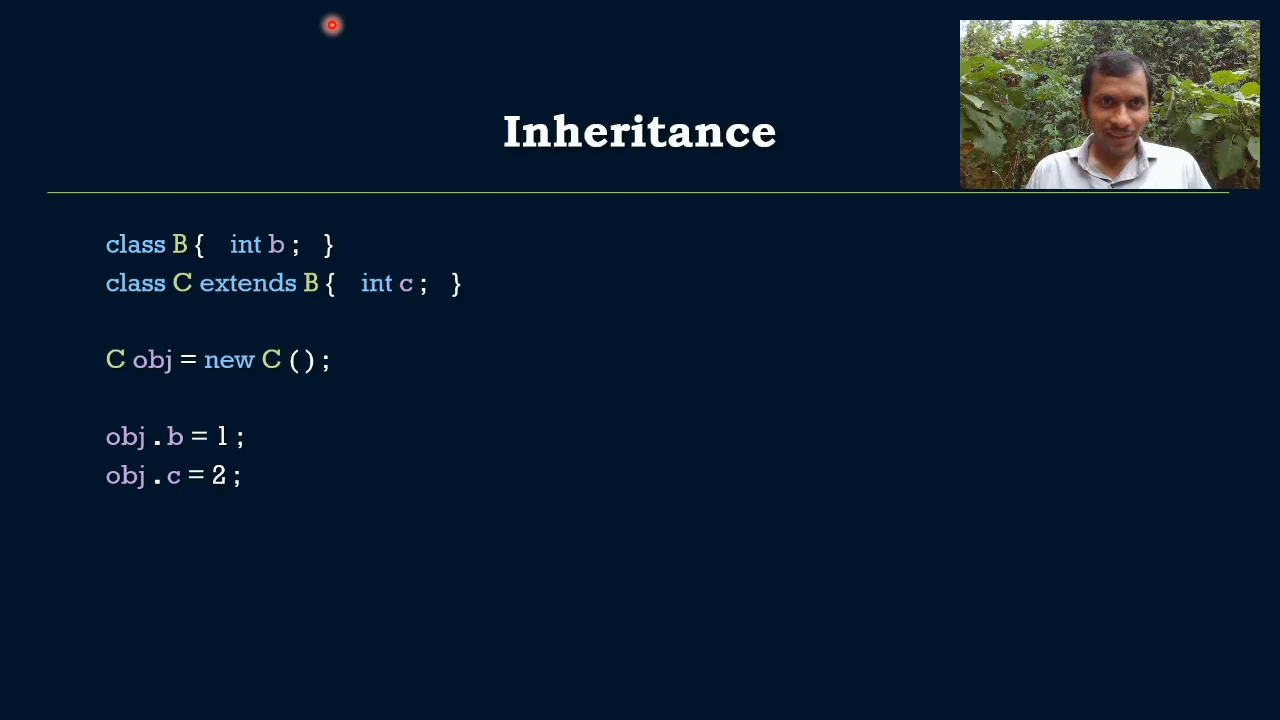 Inheritance
class B { int b ; }
class C extends B { int c ; }
C obj = new C ( ) ;
obj . b = 1 ;
obj . c = 2 ;